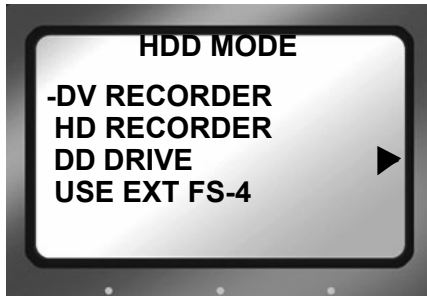 HDD MODE
-DV RECORDER
HD RECORDER
DD DRIVE
USE EXT FS-4